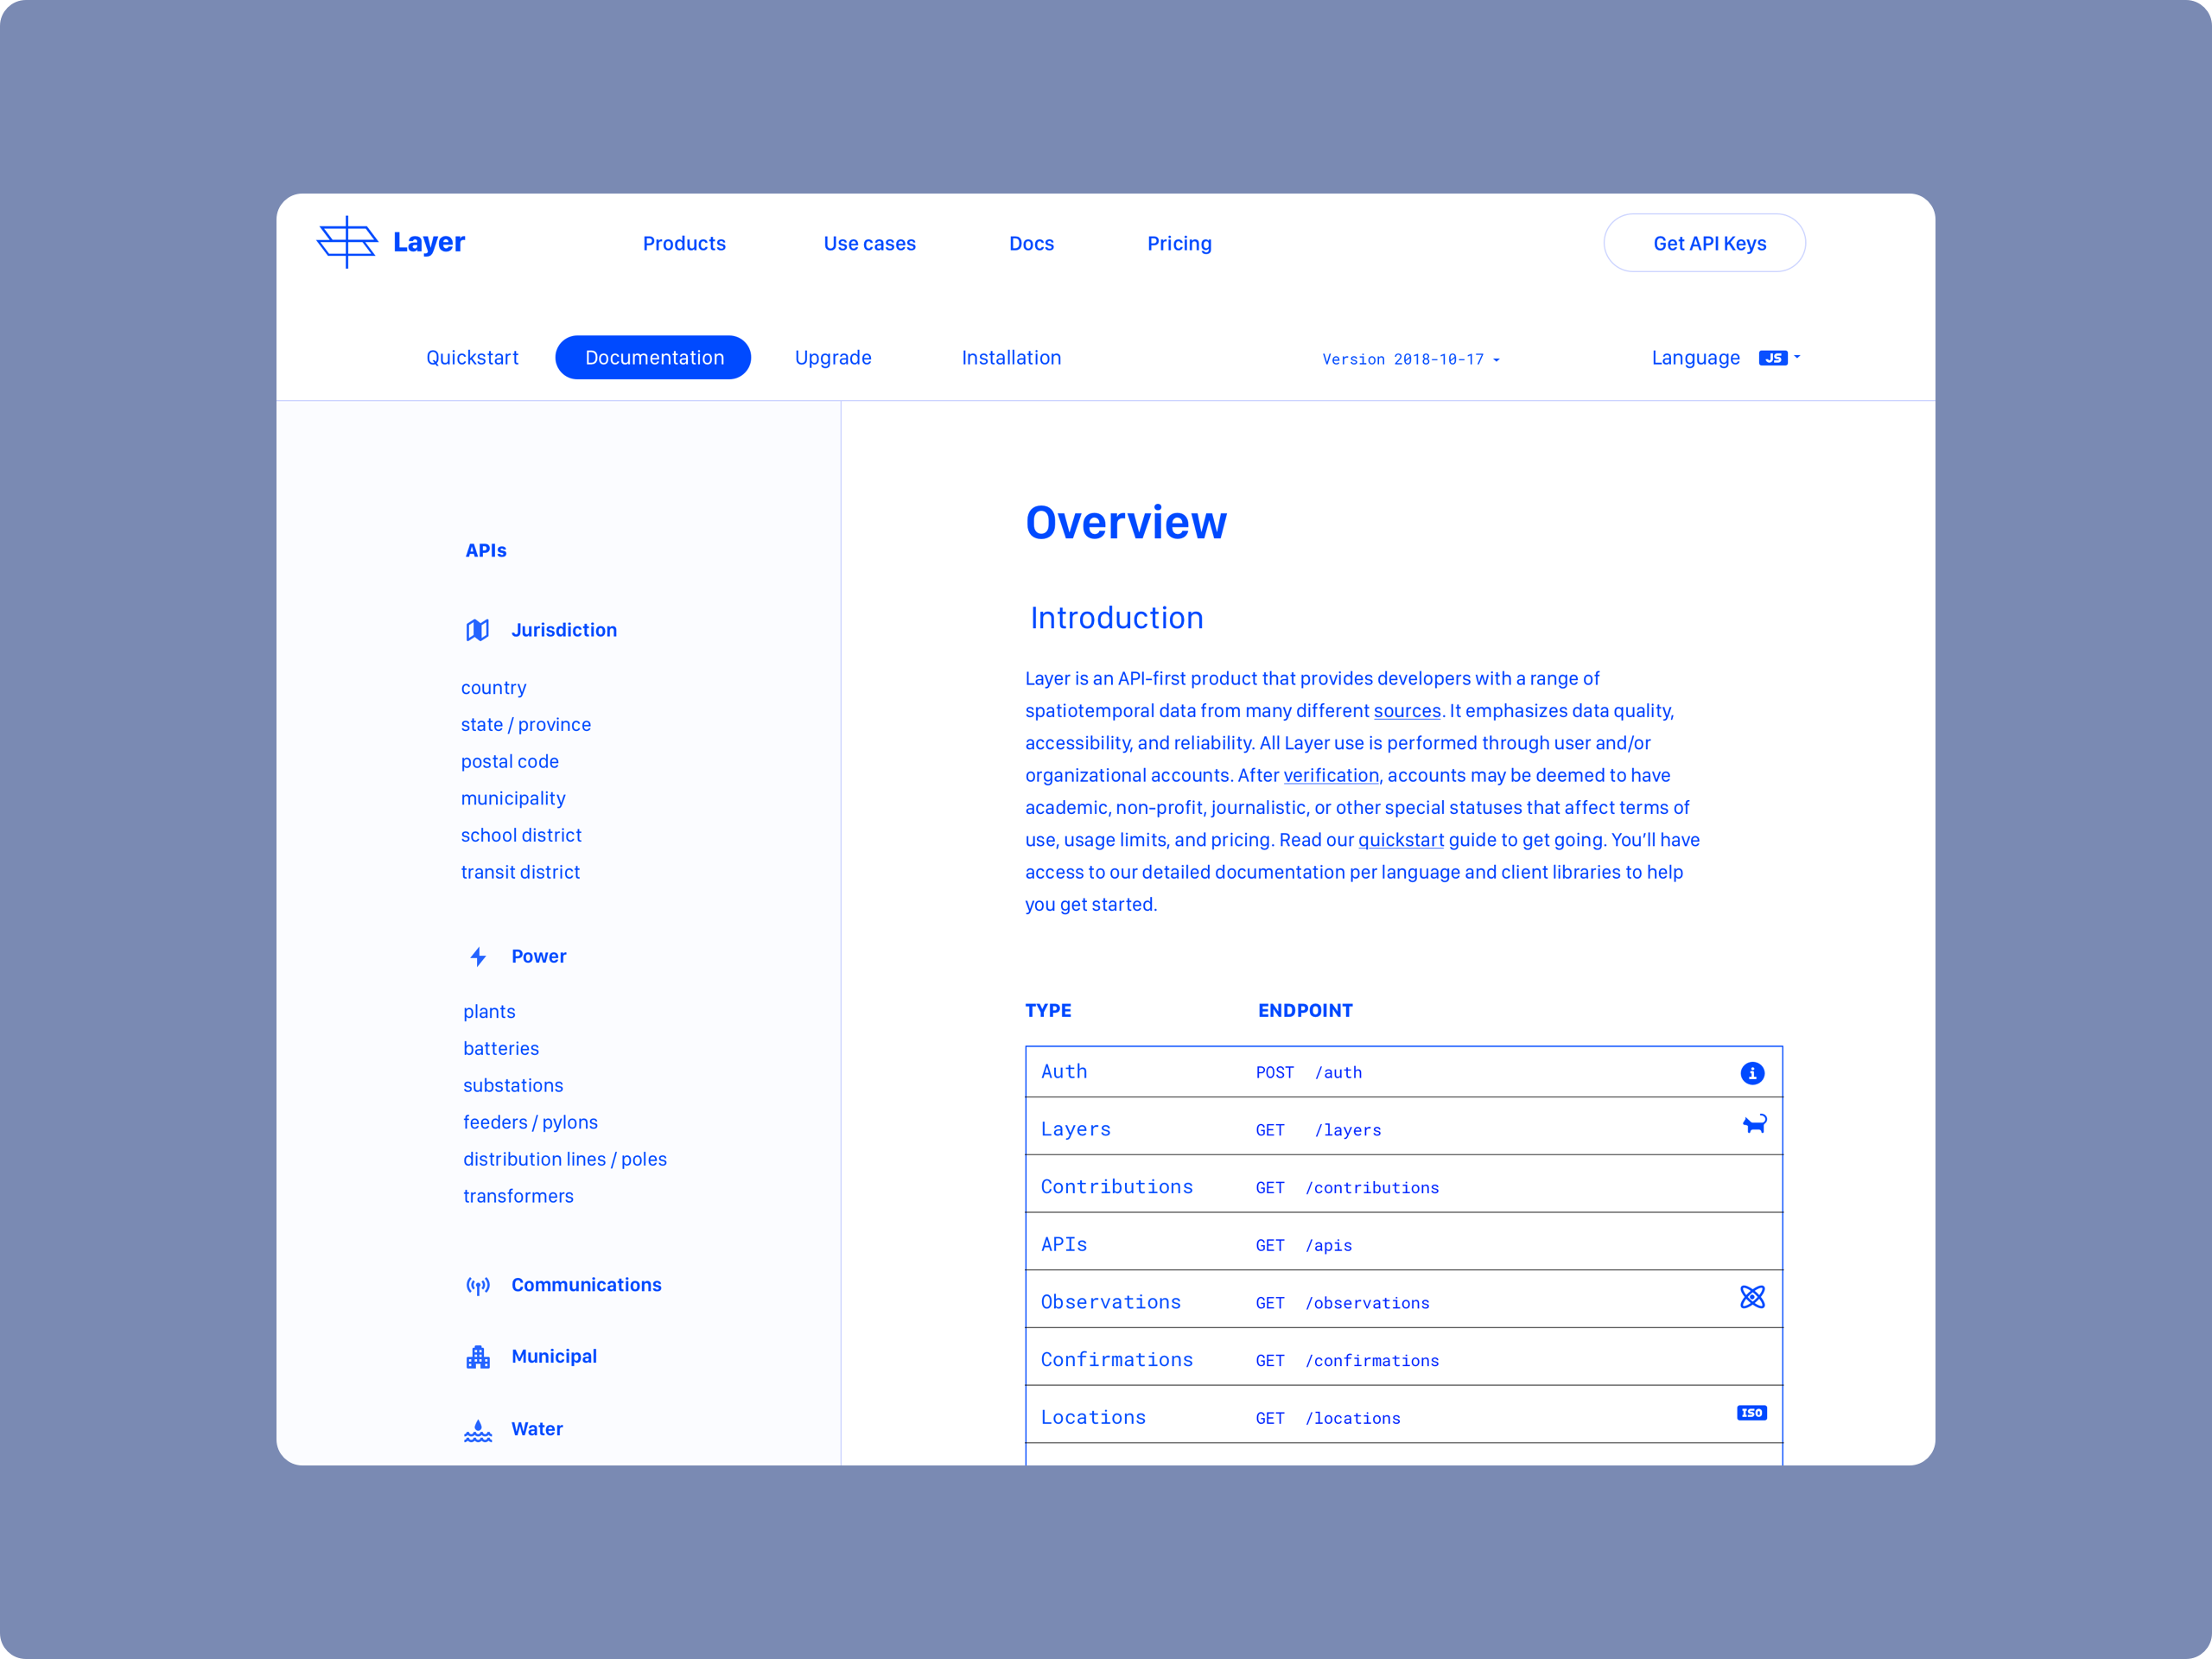 Layer
Products
Use cases
Docs
Pricing
Get API Keys
Quickstart
Documentation
Upgrade
Installation
Version 2018-10-17
Language
JS
APIs
Jurisdiction
country
state / province
postal code
municipality
school district
transit district
Power
plants
batteries
substations
feeders / pylons
distribution lines / poles
transformers
Communications
Municipal
Water
Overview
Introduction
Layer is an API-first product that provides developers with a range of
spatiotemporal data from many different sources. It emphasizes data quality,
accessibility, and reliability. All Layer use is performed through user and/or
organizational accounts. After verification, accounts may be deemed to have
academic, non-profit, journalistic, or other special statuses that affect terms of
use, usage limits, and pricing. Read our quickstart guide to get going. You’ll have
access to our detailed documentation per language and client libraries to help
you get started.
TYPE ENDPOINT
Auth POST /auth
Layers GET /layers
Contributions GET /contributions
APIs GET /apis
Observations GET /observations
Confirmations GET /confirmations
Locations GET /locations ISO